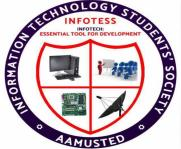 INFORMATION TECHNOLOGY STUDENTS' SOCIETY
INFOTESS
INFOTECH:
ESSENTIAL TOOL FOR DEVELOPMENT
AAMUSTED